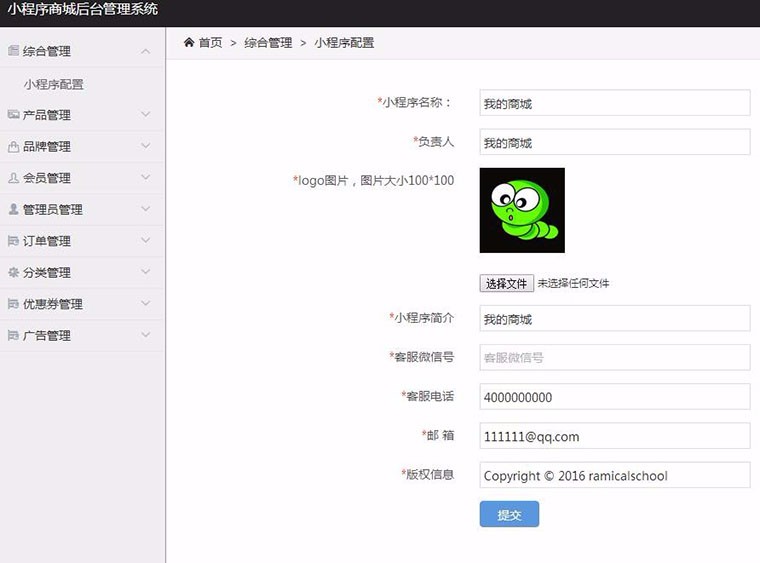 小程序商城后台管理系统
首页 > 综合管理 > 小程序配置
综合管理
小程序配置
产品管理
品牌管理
会员管理
管理员管理
订单管理
分类管理
优惠券管理
广告管理
*小程序名称： 我的商城
*负责人 我的商城
*logo图片，图片大小100*100
选择文件 未选择任何文件
*小程序简介 我的商城
*客服微信号 客服微信号
*客服电话 4000000000
*邮 箱 111111@qq.com
*版权信息 Copyright © 2016 ramicalschool
提交